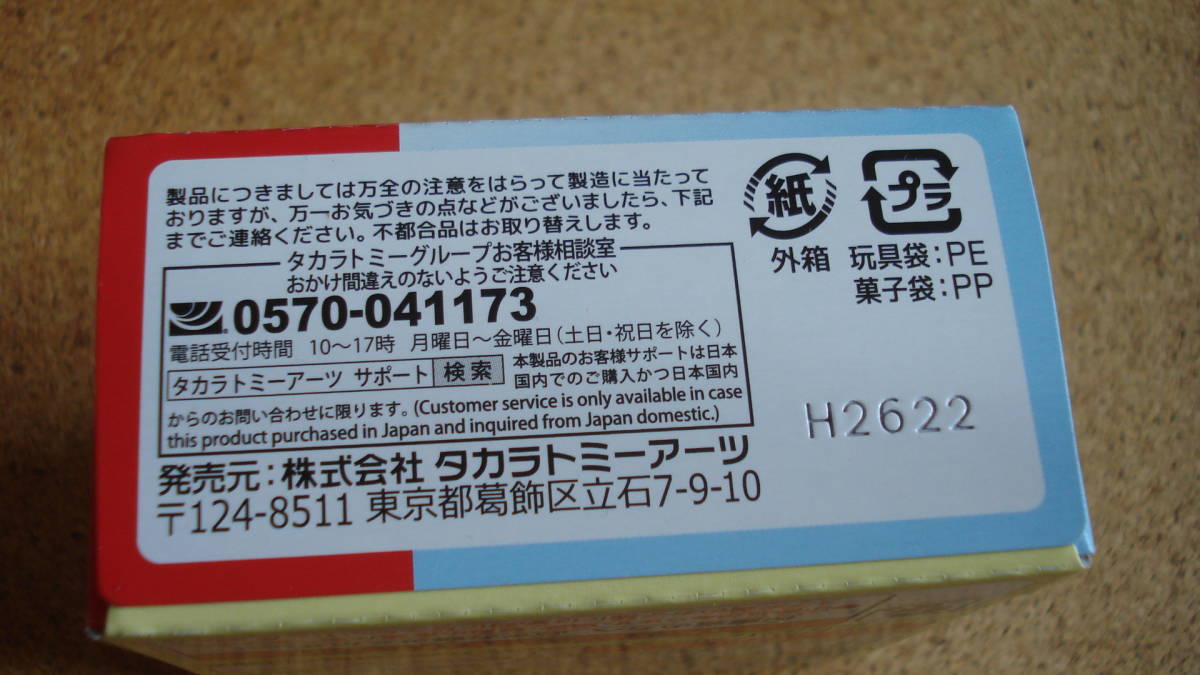 製品につきましては万全の注意をはらって製造に当たって
おりますが、万一お気づきの点などがございましたら、下記
までご連絡ください。不都合品はお取り替えします。
タカラトミーグループお客様相談室
おかけ間違えのないようご注意ください
0570-041173
電話受付時間 10〜17時 月曜日〜金曜日(土日・祝日を除く)
タカラトミーアーツ サポート 検索
本製品のお客様サポートは日本
国内でのご購入かつ日本国内
からのお問い合わせに限ります。(Customer service is only available in case
this product purchased in Japan and inquired from Japan domestic.)
発売元:株式会社 タカラトミーアーツ
〒124-8511 東京都葛飾区立石7-9-10
紙
外箱
プラ
玩具袋:PE
菓子袋:PP
H2622